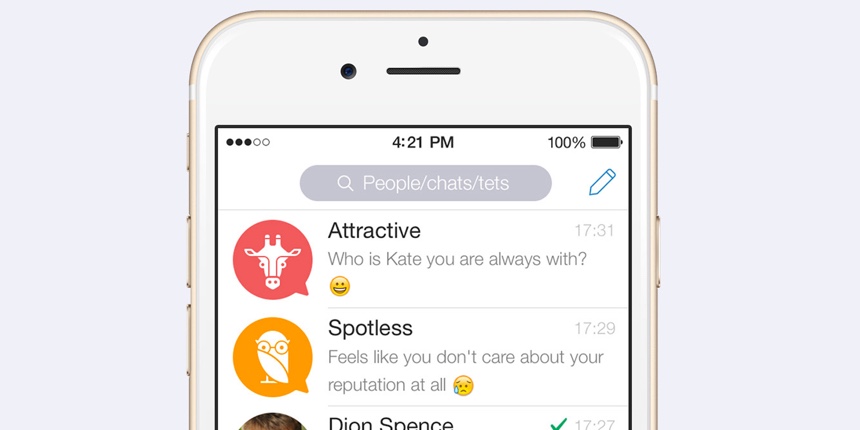 4:21 PM 100%
People/chats/tets
Attractive 17:31
Who is Kate you are always with?
😀
Spotless 17:29
Feels like you don't care about your
reputation at all 😥
Dion Spence 17:27